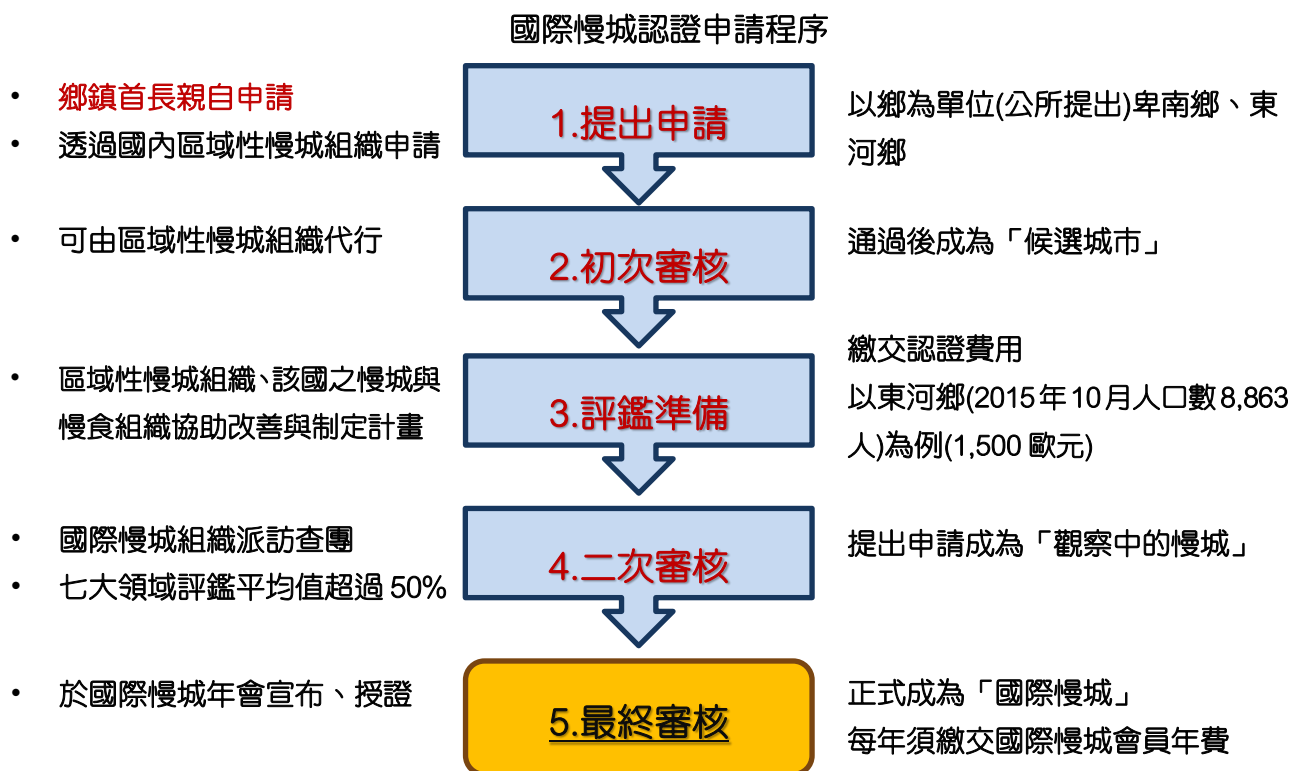 國際慢城認證申請程序
• 鄉鎮首長親自申請
• 透過國內區域性慢城組織申請
1.提出申請
以鄉為單位(公所提出)卑南鄉、東
河鄉
• 可由區域性慢城組織代行
2.初次審核
通過後成為「候選城市」
• 區域性慢城組織、該國之慢城與
慢食組織協助改善與制定計畫
3.評鑑準備
繳交認證費用
以東河鄉(2015年10月人口數8,863
人)為例(1,500 歐元)
• 國際慢城組織派訪查團
• 七大領域評鑑平均值超過 50%
4.二次審核
提出申請成為「觀察中的慢城」
• 於國際慢城年會宣布、授證
5.最終審核
正式成為「國際慢城」
每年須繳交國際慢城會員年費